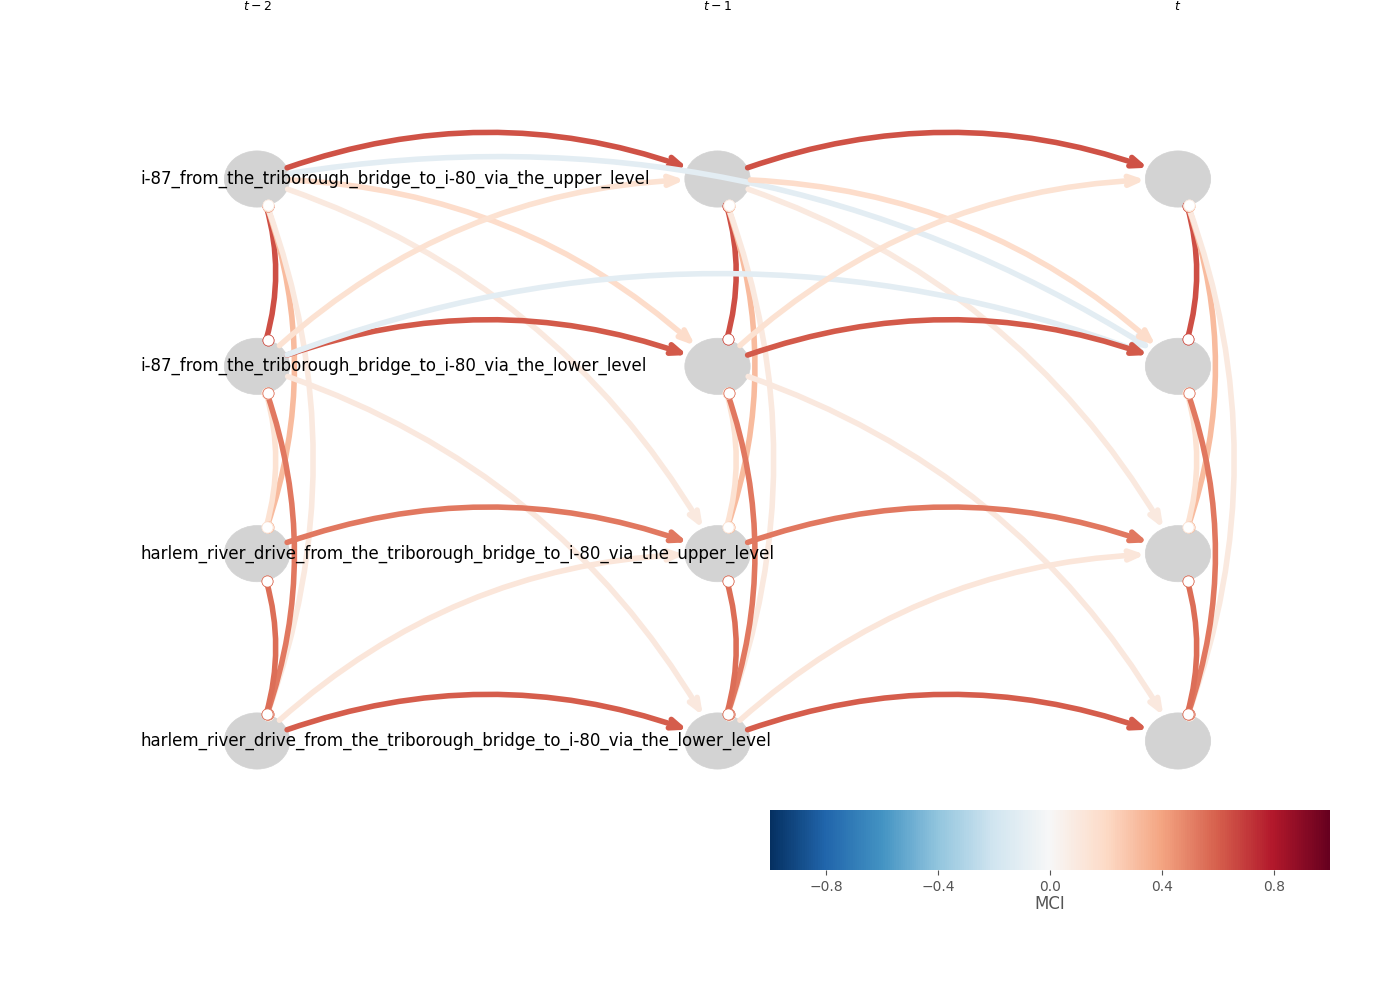 t − 2 t − 1 t
i-87_from_the_triborough_bridge_to_i-80_via_the_upper_level
i-87_from_the_triborough_bridge_to_i-80_via_the_lower_level
harlem_river_drive_from_the_triborough_bridge_to_i-80_via_the_upper_level
harlem_river_drive_from_the_triborough_bridge_to_i-80_via_the_lower_level
−0.8 −0.4 0.0 0.4 0.8
MCI